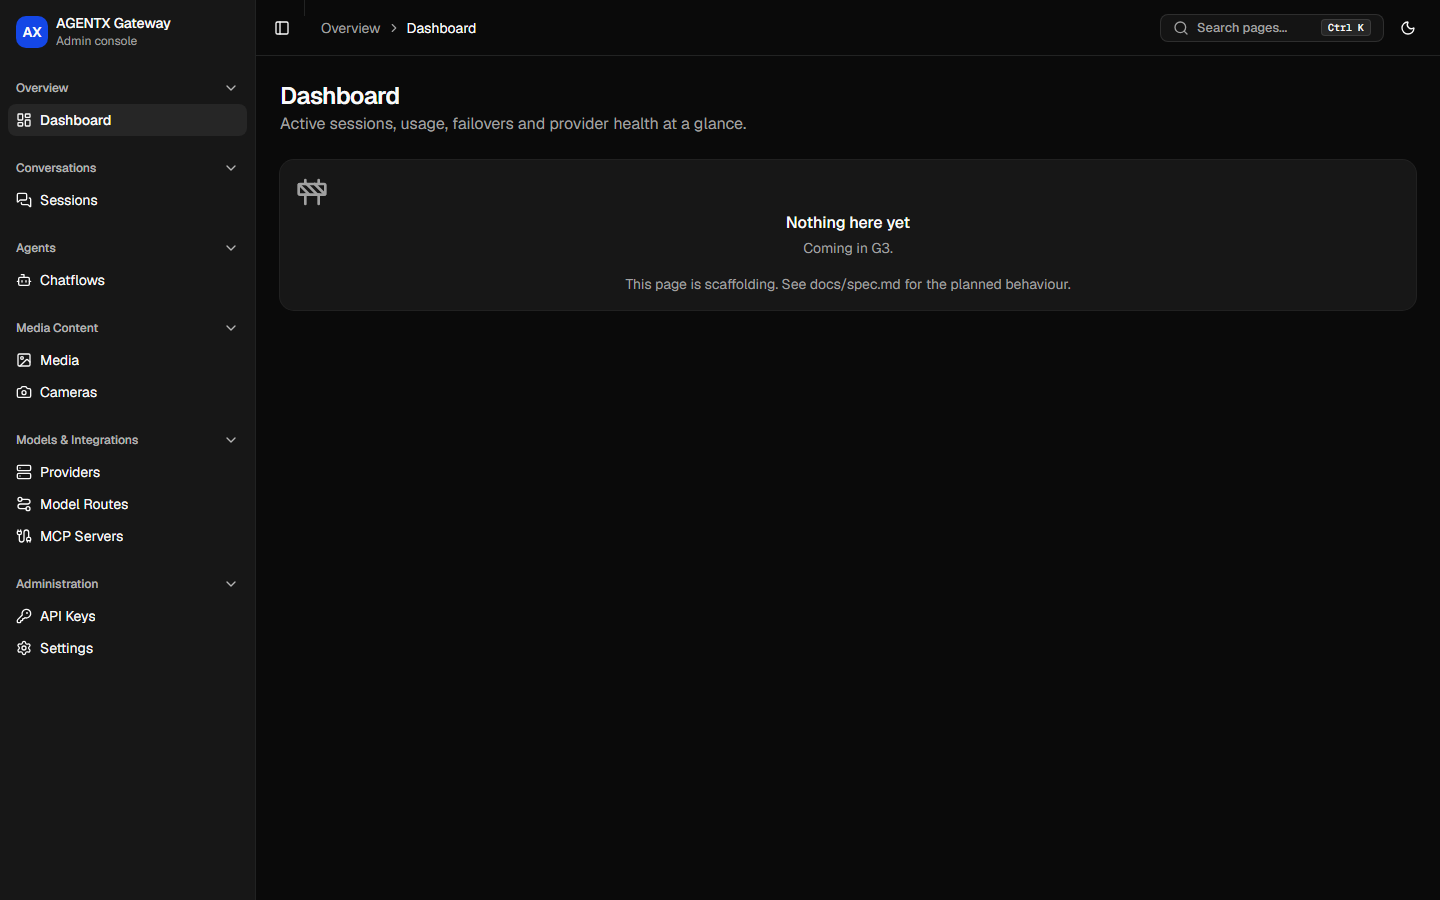 AX
AGENTX Gateway
Admin console
Overview
Dashboard
Conversations
Sessions
Agents
Chatflows
Media Content
Media
Cameras
Models & Integrations
Providers
Model Routes
MCP Servers
Administration
API Keys
Settings
Overview > Dashboard
Search pages... Ctrl K
Dashboard
Active sessions, usage, failovers and provider health at a glance.
Nothing here yet
Coming in G3.
This page is scaffolding. See docs/spec.md for the planned behaviour.